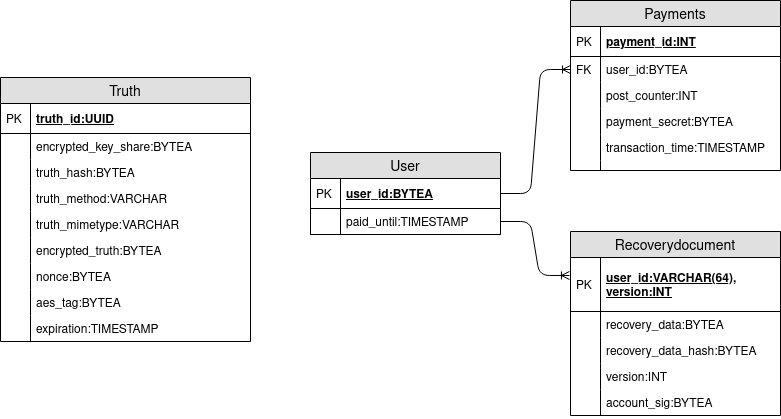 Truth
PK truth_id:UUID
encrypted_key_share:BYTEA
truth_hash:BYTEA
truth_method:VARCHAR
truth_mimetype:VARCHAR
encrypted_truth:BYTEA
nonce:BYTEA
aes_tag:BYTEA
expiration:TIMESTAMP
User
PK user_id:BYTEA
paid_until:TIMESTAMP
Payments
PK payment_id:INT
FK user_id:BYTEA
post_counter:INT
payment_secret:BYTEA
transaction_time:TIMESTAMP
Recoverydocument
PK user_id:VARCHAR(64),
version:INT
recovery_data:BYTEA
recovery_data_hash:BYTEA
version:INT
account_sig:BYTEA